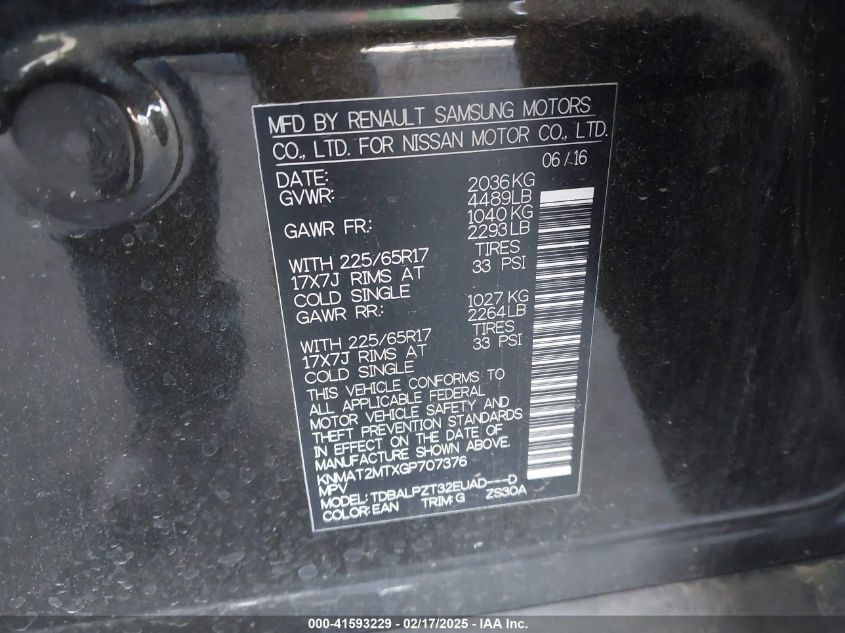 MFD BY RENAULT SAMSUNG MOTORS
CO., LTD. FOR NISSAN MOTOR CO., LTD.
DATE: 06/16
GVWR: 2036KG
4489LB
GAWR FR: 1040 KG
2293LB
WITH 225/65R17 TIRES
17X7J RIMS AT 33 PSI
COLD SINGLE
GAWR RR: 1027 KG
2264LB
WITH 225/65R17 TIRES
17X7J RIMS AT 33 PSI
COLD SINGLE
THIS VEHICLE CONFORMS TO
ALL APPLICABLE FEDERAL
MOTOR VEHICLE SAFETY AND
THEFT PREVENTION STANDARDS
IN EFFECT ON THE DATE OF
MANUFACTURE SHOWN ABOVE.
KNMAT2MTXGP707376
MPV
MODEL: TDBALPZT32EUAD---D
COLOR:EAN TRIM:G ZS30A
000-41593229 - 02/17/2025 - IAA Inc.